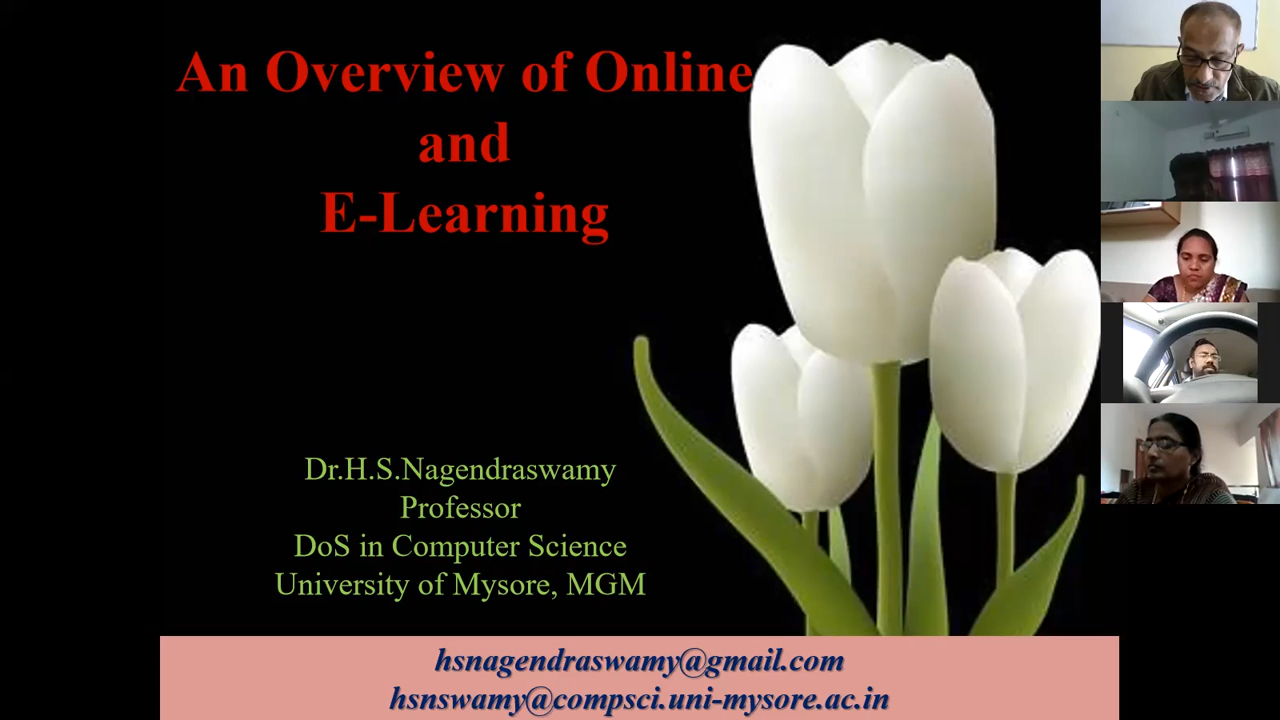 An Overview of Online
and
E-Learning
Dr.H.S.Nagendraswamy
Professor
DoS in Computer Science
University of Mysore, MGM
hsnagendraswamy@gmail.com
hsnswamy@compsci.uni-mysore.ac.in